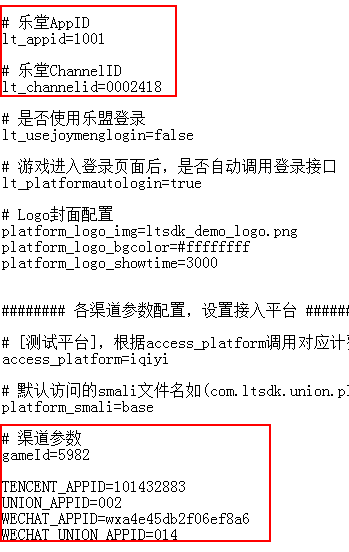 # 乐堂AppID
lt_appid=1001
# 乐堂ChannelID
lt_channelid=0002418
# 是否使用乐盟登录
lt_usejoymenglogin=false
# 游戏进入登录页面后，是否自动调用登录接口
lt_platformautologin=true
# Logo封面配置
platform_logo_img=ltsdk_demo_logo.png
platform_logo_bgcolor=#ffffffff
platform_logo_showtime=3000
######## 各渠道参数配置，设置接入平台 ######
# [测试平台]，根据access_platform调用对应计费
access_platform=iqiyi
# 默认访问的smali文件名如(com.ltsdk.union.pl
platform_smali=base
# 渠道参数
gameId=5982
TENCENT_APPID=101432883
UNION_APPID=002
WECHAT_APPID=wxa4e45db2f06ef8a6
WECHAT_UNION_APPID=014